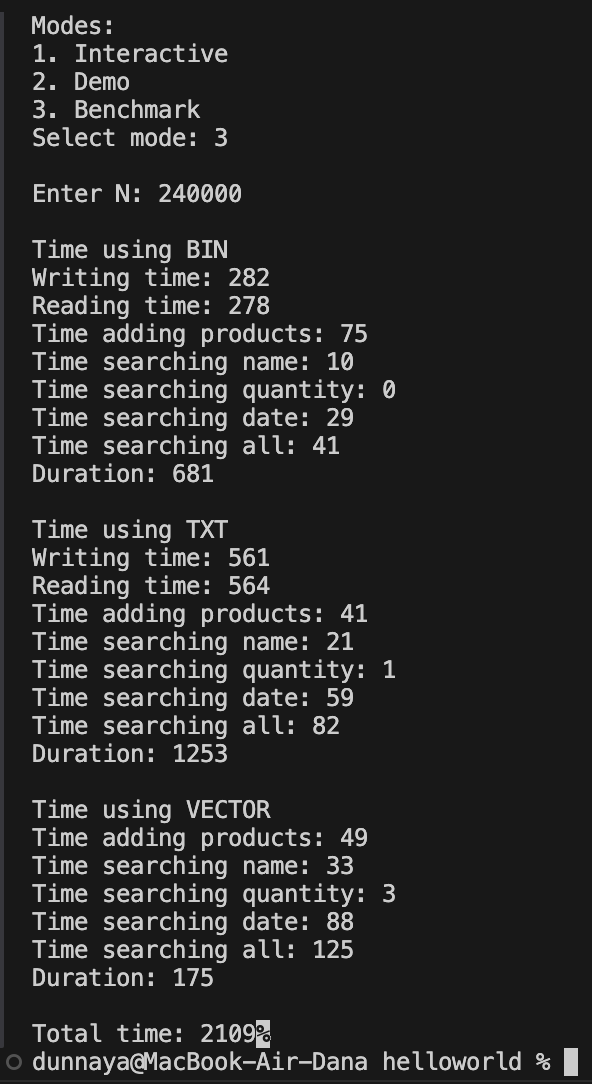 Modes:
1. Interactive
2. Demo
3. Benchmark
Select mode: 3
Enter N: 240000
Time using BIN
Writing time: 282
Reading time: 278
Time adding products: 75
Time searching name: 10
Time searching quantity: 0
Time searching date: 29
Time searching all: 41
Duration: 681
Time using TXT
Writing time: 561
Reading time: 564
Time adding products: 41
Time searching name: 21
Time searching quantity: 1
Time searching date: 59
Time searching all: 82
Duration: 1253
Time using VECTOR
Time adding products: 49
Time searching name: 33
Time searching quantity: 3
Time searching date: 88
Time searching all: 125
Duration: 175
Total time: 2109%
dunnaya@MacBook-Air-Dana helloworld %